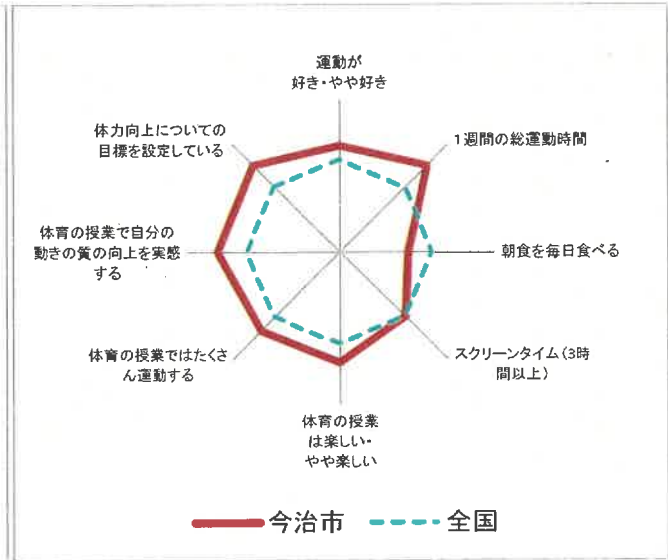 運動が
好き・やや好き
体力向上についての
目標を設定している
1週間の総運動時間
体育の授業で自分の
動きの質の向上を実感
する
朝食を毎日食べる
体育の授業ではたくさ
ん運動する
スクリーンタイム(3時
間以上)
体育の授業
は楽しい・
やや楽しい
今治市
全国